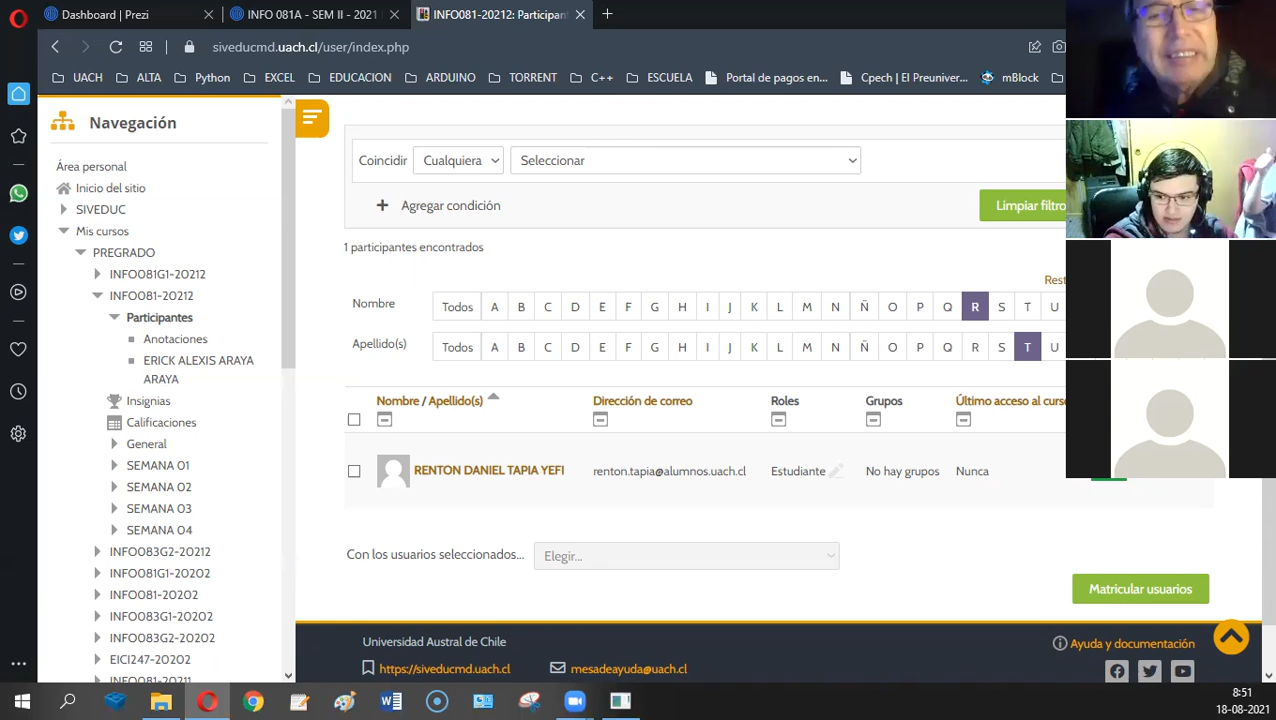 Dashboard | Prezi
INFO 081A - SEM II - 2021
INFO081-20212: Participan
siveducmd.uach.cl/user/index.php
UACH ALTA Python EXCEL EDUCACION ARDUINO TORRENT C++ ESCUELA Portal de pagos en... Cpech | El Preuniver... mBlock
Navegación
Área personal
Inicio del sitio
SIVEDUC
Mis cursos
PREGRADO
INFO081G1-20212
INFO081-20212
Participantes
Anotaciones
ERICK ALEXIS ARAYA
ARAYA
Insignias
Calificaciones
General
SEMANA 01
SEMANA 02
SEMANA 03
SEMANA 04
INFO083G2-20212
INFO081G1-20202
INFO081-20202
INFO083G1-20202
INFO083G2-20202
EICI247-20202
INFO081-20211
Coincidir Cualquiera Seleccionar
+ Agregar condición
Limpiar filtro
1 participantes encontrados
Rest
Nombre Todos A B C D E F G H I J K L M N Ñ O P Q R S T U
Apellido(s) Todos A B C D E F G H I J K L M N Ñ O P Q R S T U
Nombre / Apellido(s) Dirección de correo Roles Grupos Último acceso al curs
RENTON DANIEL TAPIA YEFI renton.tapia@alumnos.uach.cl Estudiante No hay grupos Nunca
Con los usuarios seleccionados... Elegir...
Matricular usuarios
Universidad Austral de Chile
https://siveducmd.uach.cl mesadeayuda@uach.cl
Ayuda y documentación
8:51
18-08-2021